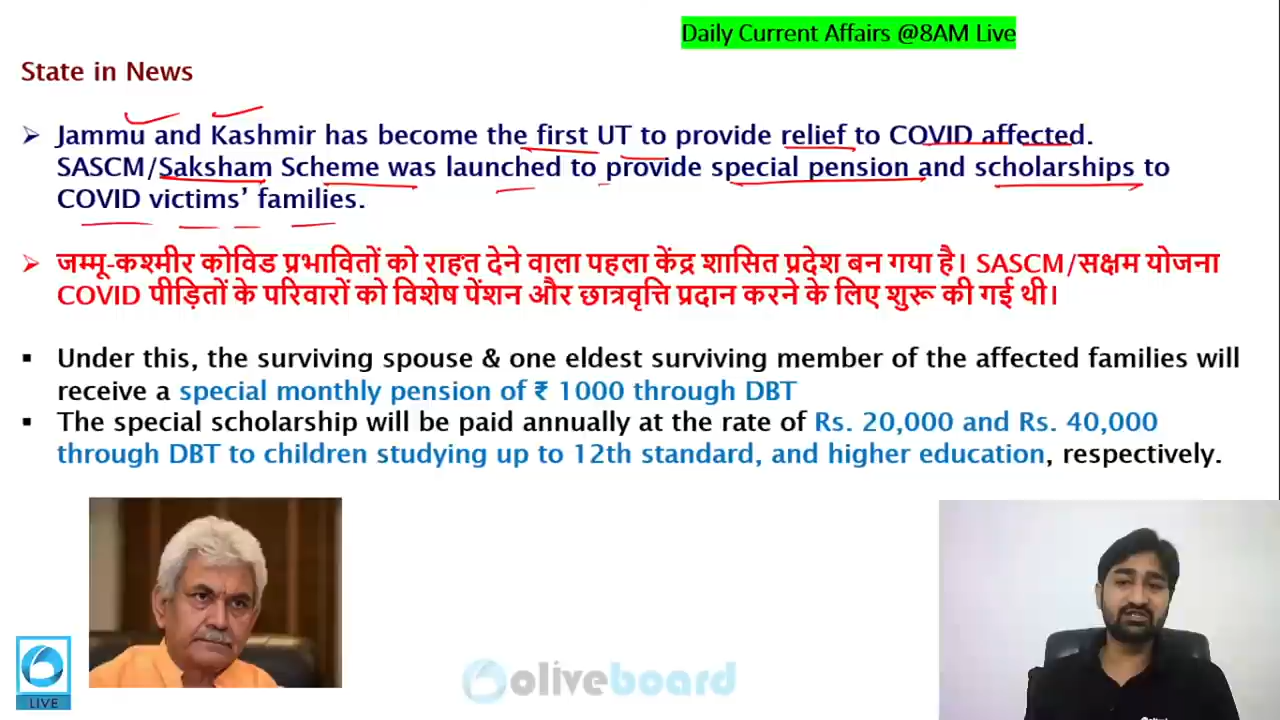 Daily Current Affairs @8AM Live
State in News
➢ Jammu and Kashmir has become the first UT to provide relief to COVID affected.
SASCM/Saksham Scheme was launched to provide special pension and scholarships to
COVID victims’ families.
➢ जम्मू-कश्मीर कोविड प्रभावितों को राहत देने वाला पहला केंद्र शासित प्रदेश बन गया है। SASCM/सक्षम योजना
COVID पीड़ितों के परिवारों को विशेष पेंशन और छात्रवृत्ति प्रदान करने के लिए शुरू की गई थी।
▪ Under this, the surviving spouse & one eldest surviving member of the affected families will
receive a special monthly pension of ₹ 1000 through DBT
▪ The special scholarship will be paid annually at the rate of Rs. 20,000 and Rs. 40,000
through DBT to children studying up to 12th standard, and higher education, respectively.
LIVE
oliveboard